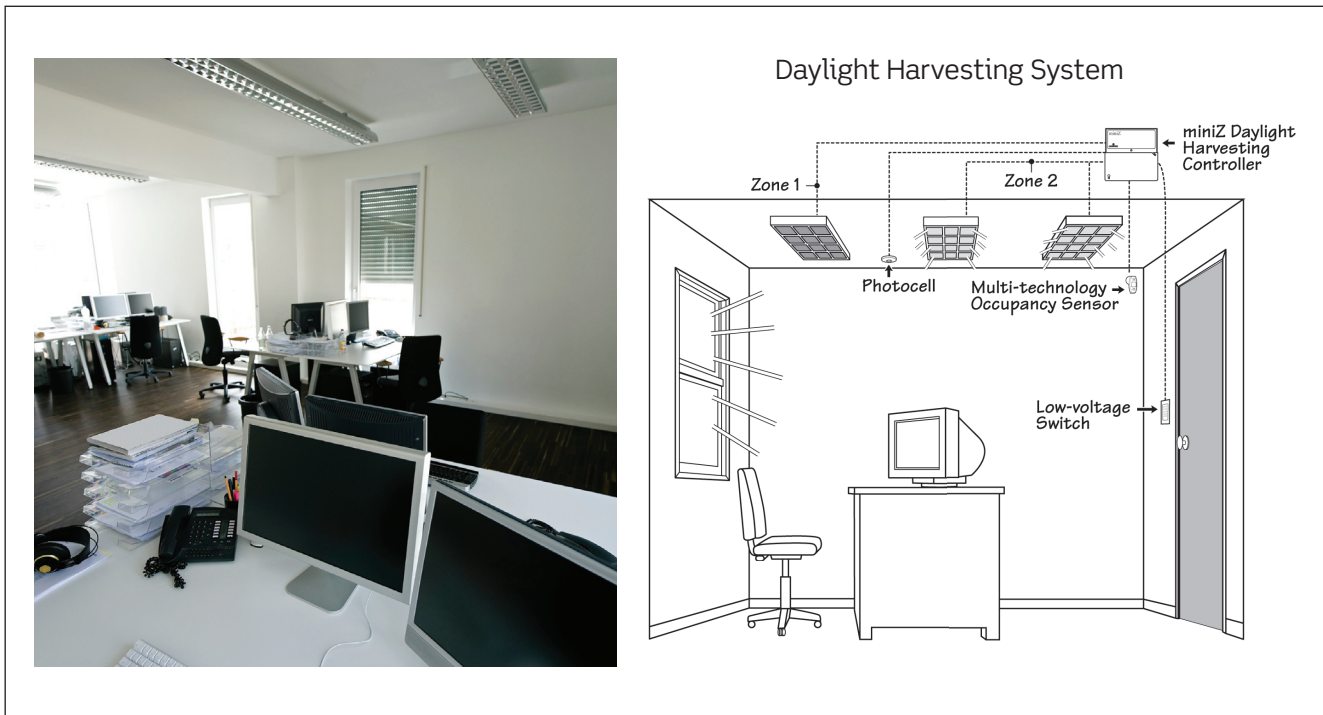 Daylight Harvesting System
miniZ Daylight
Harvesting
Controller
Zone 1
Zone 2
Photocell
Multi-technology
Occupancy Sensor
Low-voltage
Switch
miniZ